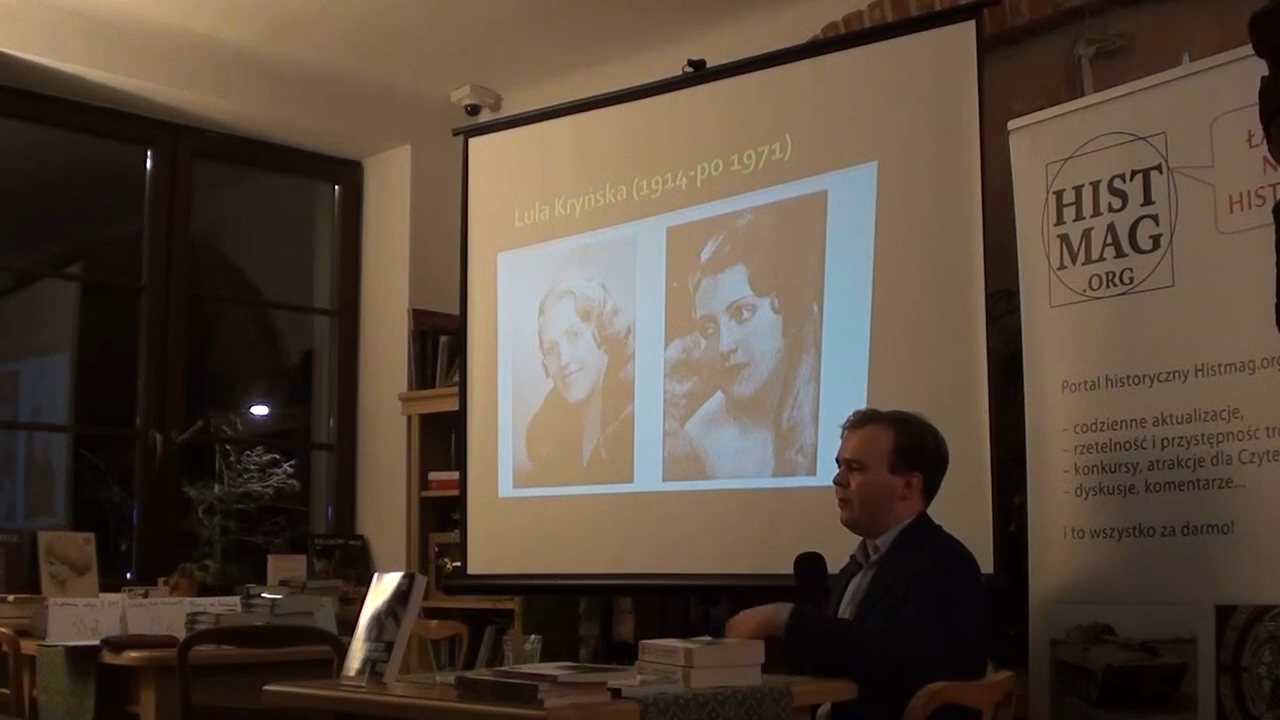 Lula Kryńska (1914-po 1971)
HIST
MAG
.ORG
HIST
Portal historyczny Histmag.org
– codzienne aktualizacje,
– rzetelność i przystępność
– konkursy, atrakcje dla
– dyskusje, komentarze...
i to wszystko za darmo!